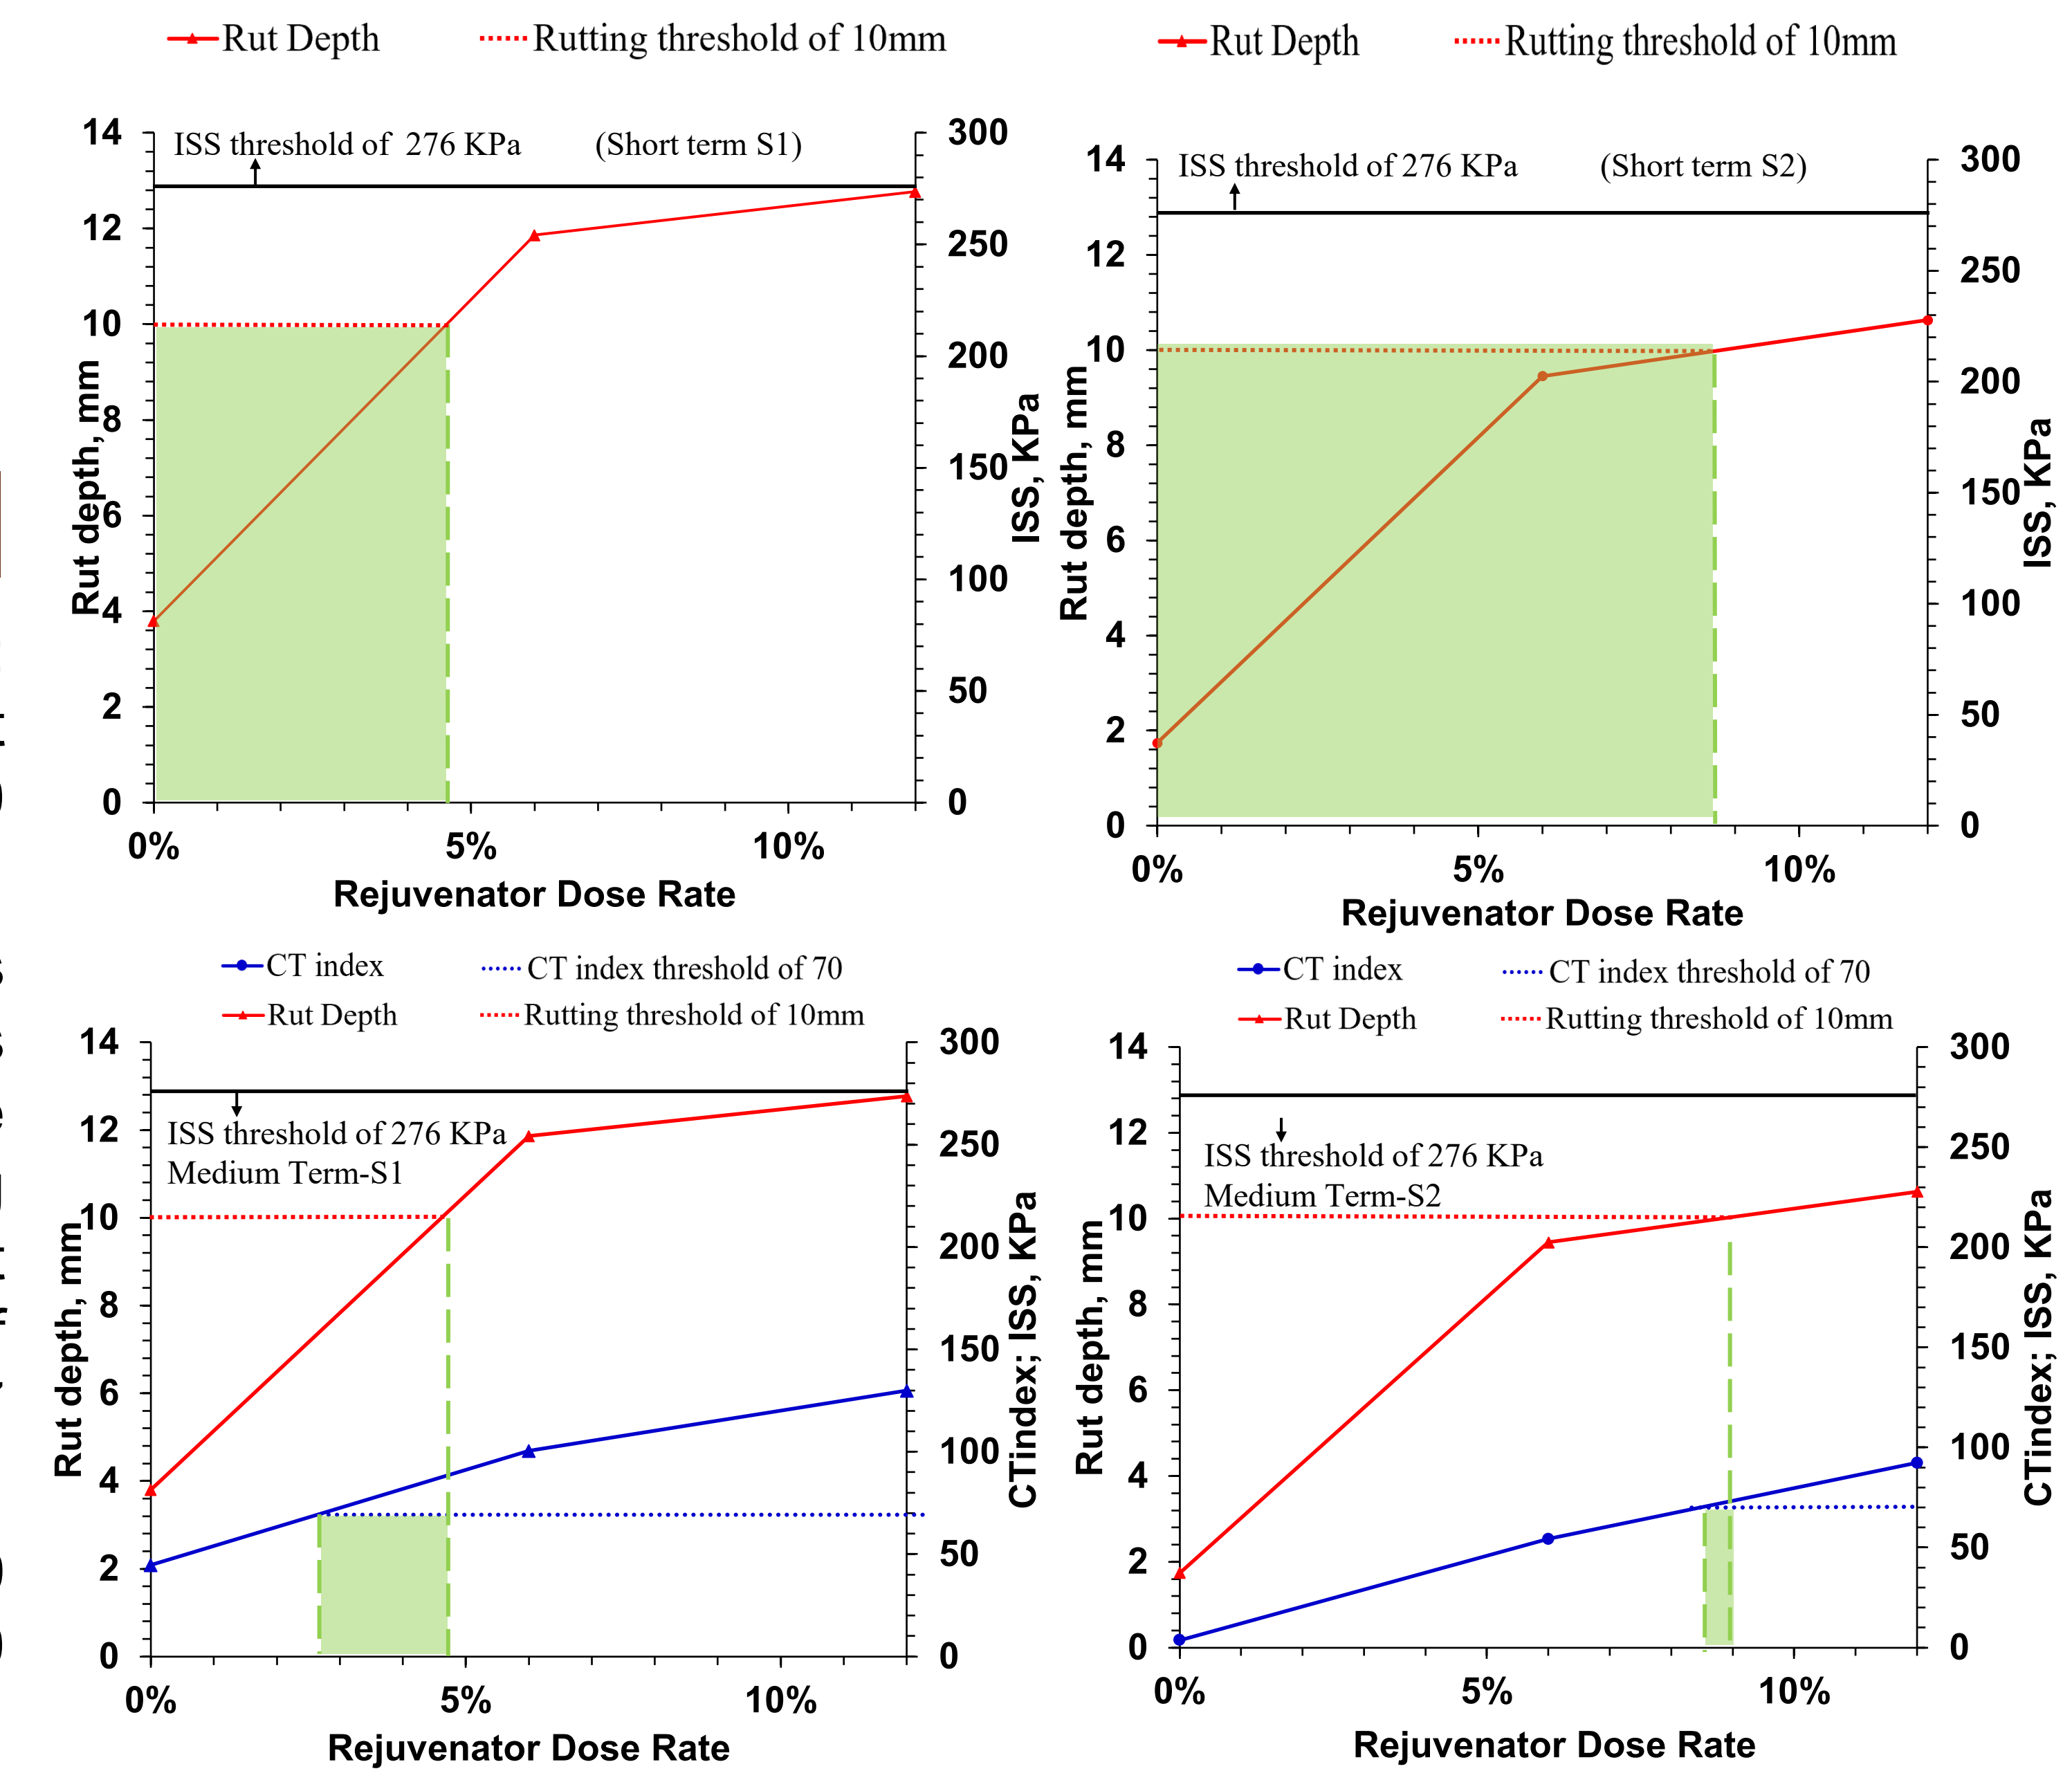 Rut Depth Rutting threshold of 10mm
ISS threshold of 276 KPa (Short term S1)
14
12
10
8
6
4
2
0
Rut depth, mm
300
250
200
150
100
50
0
ISS, KPa
0% 5% 10%
Rejuvenator Dose Rate
Rut Depth Rutting threshold of 10mm
ISS threshold of 276 KPa (Short term S2)
14
12
10
8
6
4
2
0
Rut depth, mm
300
250
200
150
100
50
0
ISS, KPa
0% 5% 10%
Rejuvenator Dose Rate
CT index CT index threshold of 70
Rut Depth Rutting threshold of 10mm
ISS threshold of 276 KPa
Medium Term-S1
14
12
10
8
6
4
2
0
Rut depth, mm
300
250
200
150
100
50
0
CTindex; ISS, KPa
0% 5% 10%
Rejuvenator Dose Rate
CT index CT index threshold of 70
Rut Depth Rutting threshold of 10mm
ISS threshold of 276 KPa
Medium Term-S2
14
12
10
8
6
4
2
0
Rut depth, mm
300
250
200
150
100
50
0
CTindex; ISS, KPa
0% 5% 10%
Rejuvenator Dose Rate